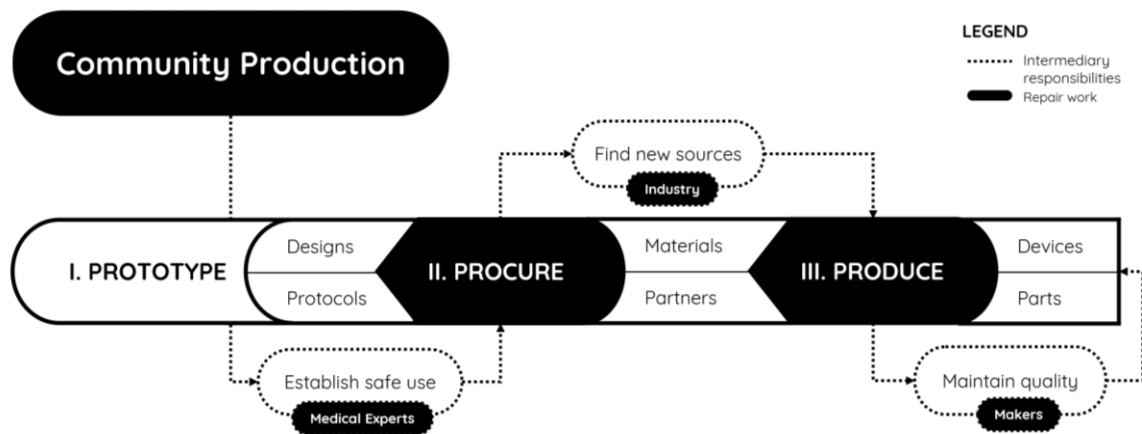 Community Production
LEGEND
Intermediary
responsibilities
Repair work
Find new sources
Industry
I. PROTOTYPE
Designs
Protocols
II. PROCURE
Materials
Partners
III. PRODUCE
Devices
Parts
Establish safe use
Medical Experts
Maintain quality
Makers